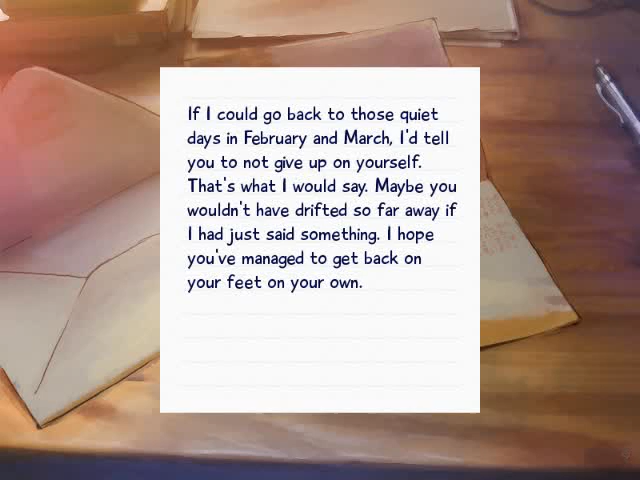 If I could go back to those quiet
days in February and March, I'd tell
you to not give up on yourself.
That's what I would say. Maybe you
wouldn't have drifted so far away if
I had just said something. I hope
you've managed to get back on
your feet on your own.